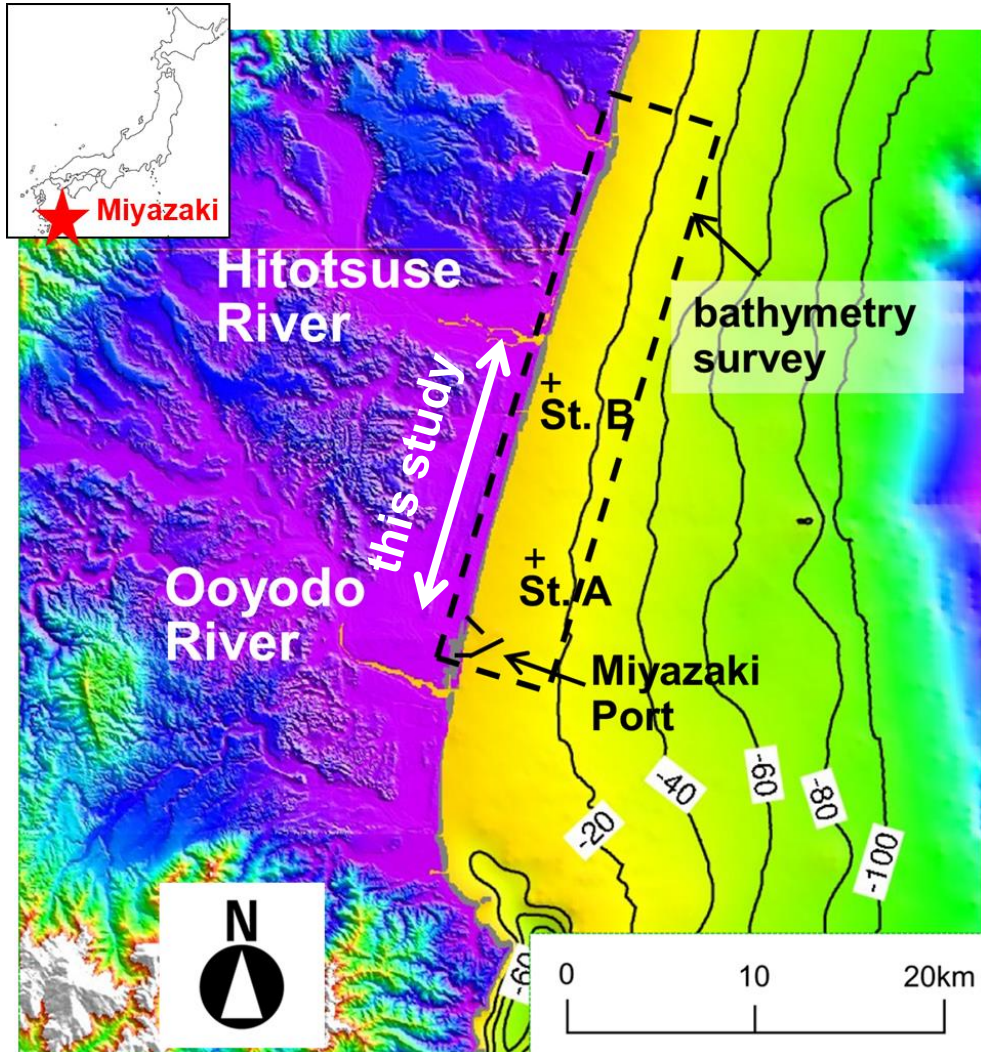 Miyazaki
Hitotsuse
River
bathymetry
survey
St. B
this study
St. A
Ooyodo
River
Miyazaki
Port
-20
-40
-60
-80
-100
-60
N
0
10
20km